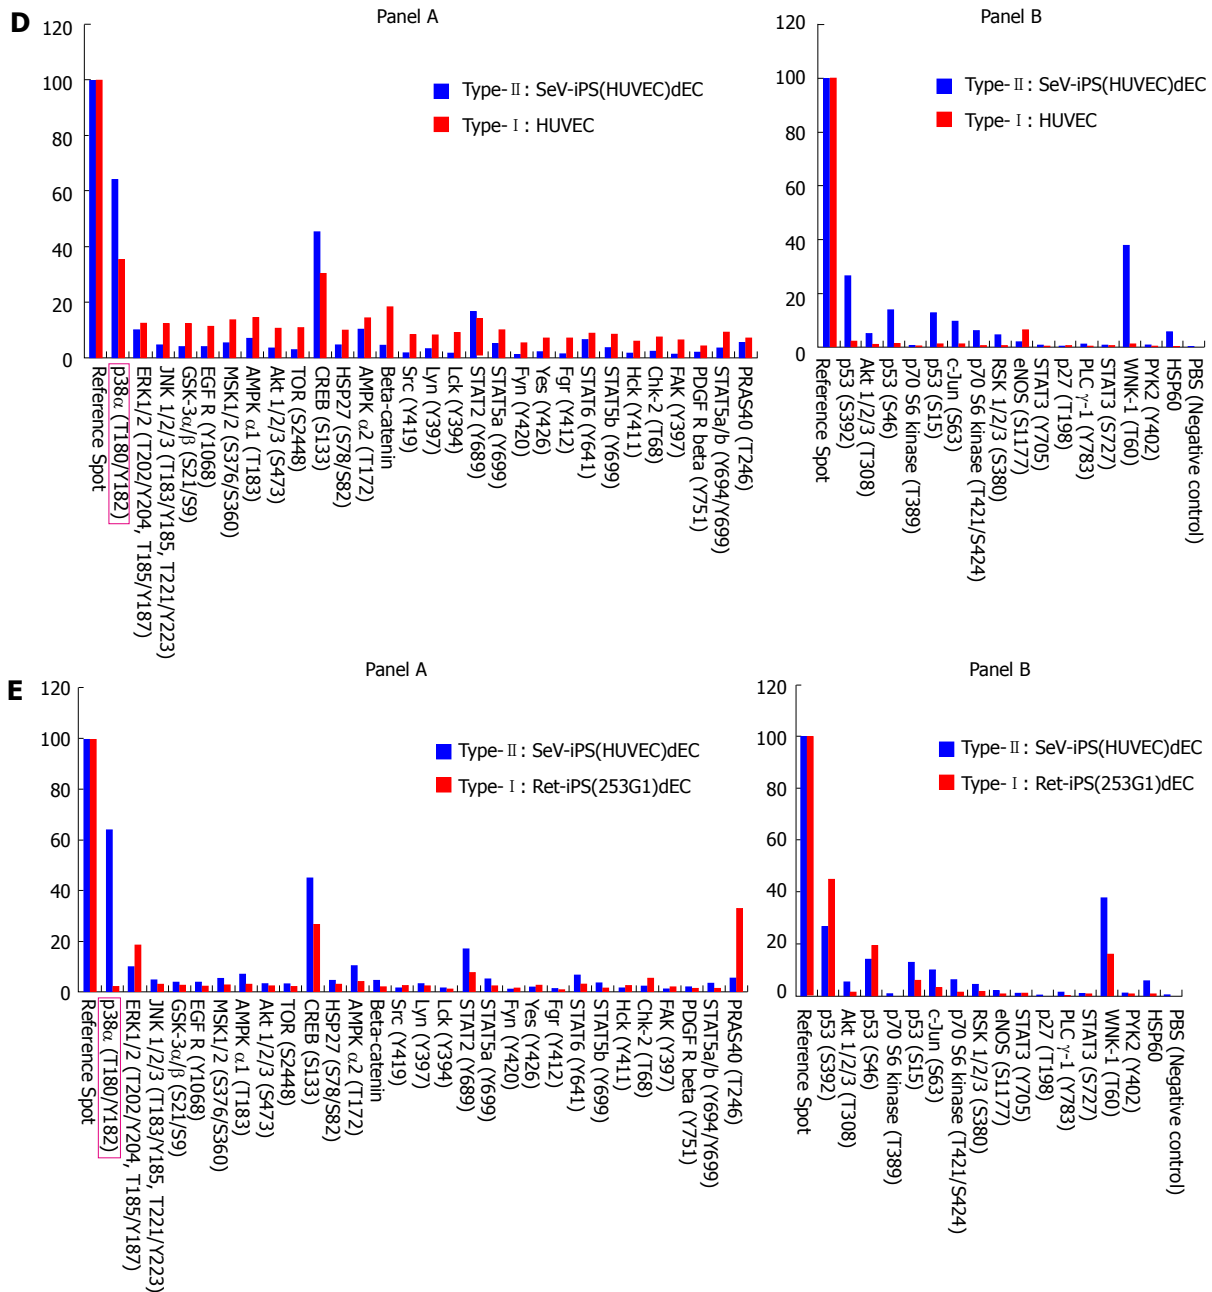 D
Panel A
120
100
80
60
40
20
0
Type-Ⅱ: SeV-iPS(HUVEC)dEC
Type-Ⅰ: HUVEC
Reference Spot
p38α (T180/Y182)
ERK1/2 (T202/Y204, T185/Y187)
JNK 1/2/3 (T183/Y185, T221/Y223)
GSK-3α/β (S21/S9)
EGF R (Y1068)
MSK1/2 (S376/S360)
AMPK α1 (T183)
Akt 1/2/3 (S473)
TOR (S2448)
CREB (S133)
HSP27 (S78/S82)
AMPK α2 (T172)
Beta-catenin
Src (Y419)
Lyn (Y397)
Lck (Y394)
STAT2 (Y689)
STAT5a (Y699)
Fyn (Y420)
Yes (Y426)
Fgr (Y412)
STAT6 (Y641)
STAT5b (Y699)
Hck (Y411)
Chk-2 (T68)
FAK (Y397)
PDGF R beta (Y751)
STAT5a/b (Y694/Y699)
PRAS40 (T246)
Panel B
120
100
80
60
40
20
0
Type-Ⅱ: SeV-iPS(HUVEC)dEC
Type-Ⅰ: HUVEC
Reference Spot
p53 (S392)
Akt 1/2/3 (T308)
p53 (S46)
p70 S6 kinase (T389)
p53 (S15)
c-Jun (S63)
p70 S6 kinase (T421/S424)
RSK 1/2/3 (S380)
eNOS (S1177)
STAT3 (Y705)
p27 (T198)
PLC γ-1 (Y783)
STAT3 (S727)
WNK-1 (T60)
PYK2 (Y402)
HSP60
PBS (Negative control)
E
Panel A
120
100
80
60
40
20
0
Type-Ⅱ: SeV-iPS(HUVEC)dEC
Type-Ⅰ: Ret-iPS(253G1)dEC
Reference Spot
p38α (T180/Y182)
ERK1/2 (T202/Y204, T185/Y187)
JNK 1/2/3 (T183/Y185, T221/Y223)
GSK-3α/β (S21/S9)
EGF R (Y1068)
MSK1/2 (S376/S360)
AMPK α1 (T183)
Akt 1/2/3 (S473)
TOR (S2448)
CREB (S133)
HSP27 (S78/S82)
AMPK α2 (T172)
Beta-catenin
Src (Y419)
Lyn (Y397)
Lck (Y394)
STAT2 (Y689)
STAT5a (Y699)
Fyn (Y420)
Yes (Y426)
Fgr (Y412)
STAT6 (Y641)
STAT5b (Y699)
Hck (Y411)
Chk-2 (T68)
FAK (Y397)
PDGF R beta (Y751)
STAT5a/b (Y694/Y699)
PRAS40 (T246)
Panel B
120
100
80
60
40
20
0
Type-Ⅱ: SeV-iPS(HUVEC)dEC
Type-Ⅰ: Ret-iPS(253G1)dEC
Reference Spot
p53 (S392)
Akt 1/2/3 (T308)
p53 (S46)
p70 S6 kinase (T389)
p53 (S15)
c-Jun (S63)
p70 S6 kinase (T421/S424)
RSK 1/2/3 (S380)
eNOS (S1177)
STAT3 (Y705)
p27 (T198)
PLC γ-1 (Y783)
STAT3 (S727)
WNK-1 (T60)
PYK2 (Y402)
HSP60
PBS (Negative control)